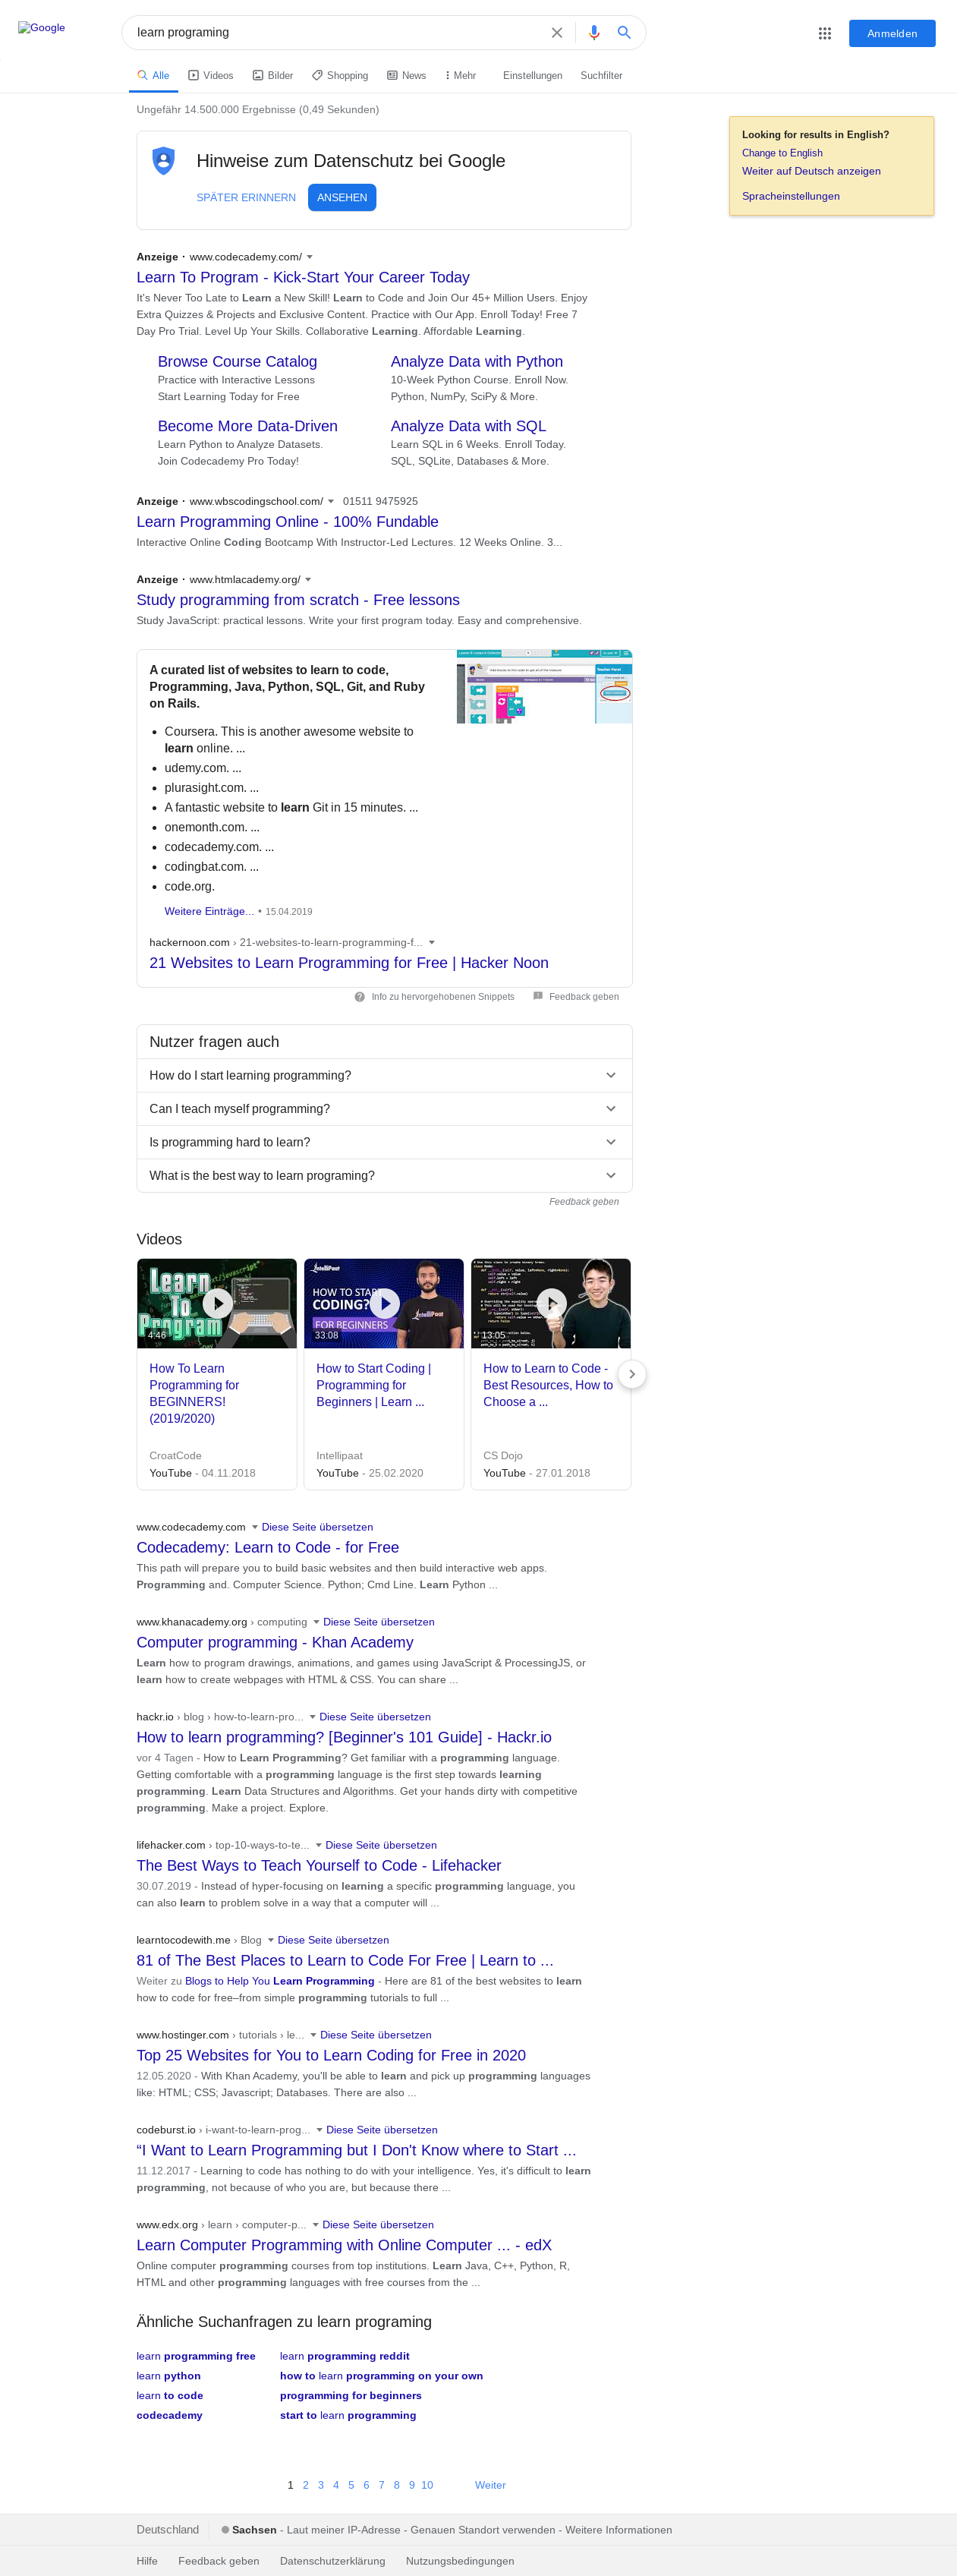 Google
learn programing
Anmelden
Alle
Videos
Bilder
Shopping
News
Mehr
Einstellungen
Suchfilter
Ungefähr 14.500.000 Ergebnisse (0,49 Sekunden)
Looking for results in English?
Change to English
Weiter auf Deutsch anzeigen
Spracheinstellungen
Hinweise zum Datenschutz bei Google
SPÄTER ERINNERN
ANSEHEN
Anzeige · www.codecademy.com/
Learn To Program - Kick-Start Your Career Today
It's Never Too Late to Learn a New Skill! Learn to Code and Join Our 45+ Million Users. Enjoy
Extra Quizzes & Projects and Exclusive Content. Practice with Our App. Enroll Today! Free 7
Day Pro Trial. Level Up Your Skills. Collaborative Learning. Affordable Learning.
Browse Course Catalog
Practice with Interactive Lessons
Start Learning Today for Free
Analyze Data with Python
10-Week Python Course. Enroll Now.
Python, NumPy, SciPy & More.
Become More Data-Driven
Learn Python to Analyze Datasets.
Join Codecademy Pro Today!
Analyze Data with SQL
Learn SQL in 6 Weeks. Enroll Today.
SQL, SQLite, Databases & More.
Anzeige · www.wbscodingschool.com/ 01511 9475925
Learn Programming Online - 100% Fundable
Interactive Online Coding Bootcamp With Instructor-Led Lectures. 12 Weeks Online. 3...
Anzeige · www.htmlacademy.org/
Study programming from scratch - Free lessons
Study JavaScript: practical lessons. Write your first program today. Easy and comprehensive.
A curated list of websites to learn to code,
Programming, Java, Python, SQL, Git, and Ruby
on Rails.
Coursera. This is another awesome website to
learn online. ...
udemy.com. ...
plurasight.com. ...
A fantastic website to learn Git in 15 minutes. ...
onemonth.com. ...
codecademy.com. ...
codingbat.com. ...
code.org.
Weitere Einträge... • 15.04.2019
hackernoon.com › 21-websites-to-learn-programming-f...
21 Websites to Learn Programming for Free | Hacker Noon
Info zu hervorgehobenen Snippets
Feedback geben
Nutzer fragen auch
How do I start learning programming?
Can I teach myself programming?
Is programming hard to learn?
What is the best way to learn programing?
Feedback geben
Videos
Learn
To
Program
4:46
How To Learn
Programming for
BEGINNERS!
(2019/2020)
CroatCode
YouTube - 04.11.2018
IntelliPaat
HOW TO START
CODING?
FOR BEGINNERS
33:08
How to Start Coding |
Programming for
Beginners | Learn ...
Intellipaat
YouTube - 25.02.2020
13:05
How to Learn to Code -
Best Resources, How to
Choose a ...
CS Dojo
YouTube - 27.01.2018
www.codecademy.com Diese Seite übersetzen
Codecademy: Learn to Code - for Free
This path will prepare you to build basic websites and then build interactive web apps.
Programming and. Computer Science. Python; Cmd Line. Learn Python ...
www.khanacademy.org › computing Diese Seite übersetzen
Computer programming - Khan Academy
Learn how to program drawings, animations, and games using JavaScript & ProcessingJS, or
learn how to create webpages with HTML & CSS. You can share ...
hackr.io › blog › how-to-learn-pro... Diese Seite übersetzen
How to learn programming? [Beginner's 101 Guide] - Hackr.io
vor 4 Tagen - How to Learn Programming? Get familiar with a programming language.
Getting comfortable with a programming language is the first step towards learning
programming. Learn Data Structures and Algorithms. Get your hands dirty with competitive
programming. Make a project. Explore.
lifehacker.com › top-10-ways-to-te... Diese Seite übersetzen
The Best Ways to Teach Yourself to Code - Lifehacker
30.07.2019 - Instead of hyper-focusing on learning a specific programming language, you
can also learn to problem solve in a way that a computer will ...
learntocodewith.me › Blog Diese Seite übersetzen
81 of The Best Places to Learn to Code For Free | Learn to ...
Weiter zu Blogs to Help You Learn Programming - Here are 81 of the best websites to learn
how to code for free–from simple programming tutorials to full ...
www.hostinger.com › tutorials › le... Diese Seite übersetzen
Top 25 Websites for You to Learn Coding for Free in 2020
12.05.2020 - With Khan Academy, you'll be able to learn and pick up programming languages
like: HTML; CSS; Javascript; Databases. There are also ...
codeburst.io › i-want-to-learn-prog... Diese Seite übersetzen
“I Want to Learn Programming but I Don't Know where to Start ...
11.12.2017 - Learning to code has nothing to do with your intelligence. Yes, it's difficult to learn
programming, not because of who you are, but because there ...
www.edx.org › learn › computer-p... Diese Seite übersetzen
Learn Computer Programming with Online Computer ... - edX
Online computer programming courses from top institutions. Learn Java, C++, Python, R,
HTML and other programming languages with free courses from the ...
Ähnliche Suchanfragen zu learn programing
learn programming free
learn python
learn to code
codecademy
learn programming reddit
how to learn programming on your own
programming for beginners
start to learn programming
1 2 3 4 5 6 7 8 9 10 Weiter
Deutschland
Sachsen - Laut meiner IP-Adresse - Genauen Standort verwenden - Weitere Informationen
Hilfe
Feedback geben
Datenschutzerklärung
Nutzungsbedingungen